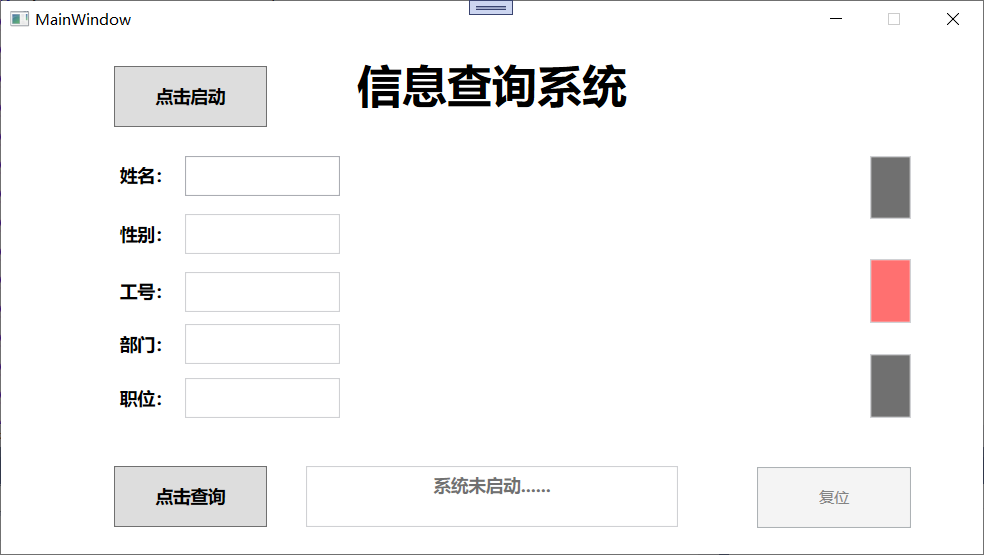 MainWindow
点击启动
信息查询系统
姓名：
性别：
工号：
部门：
职位：
点击查询
系统未启动......
复位